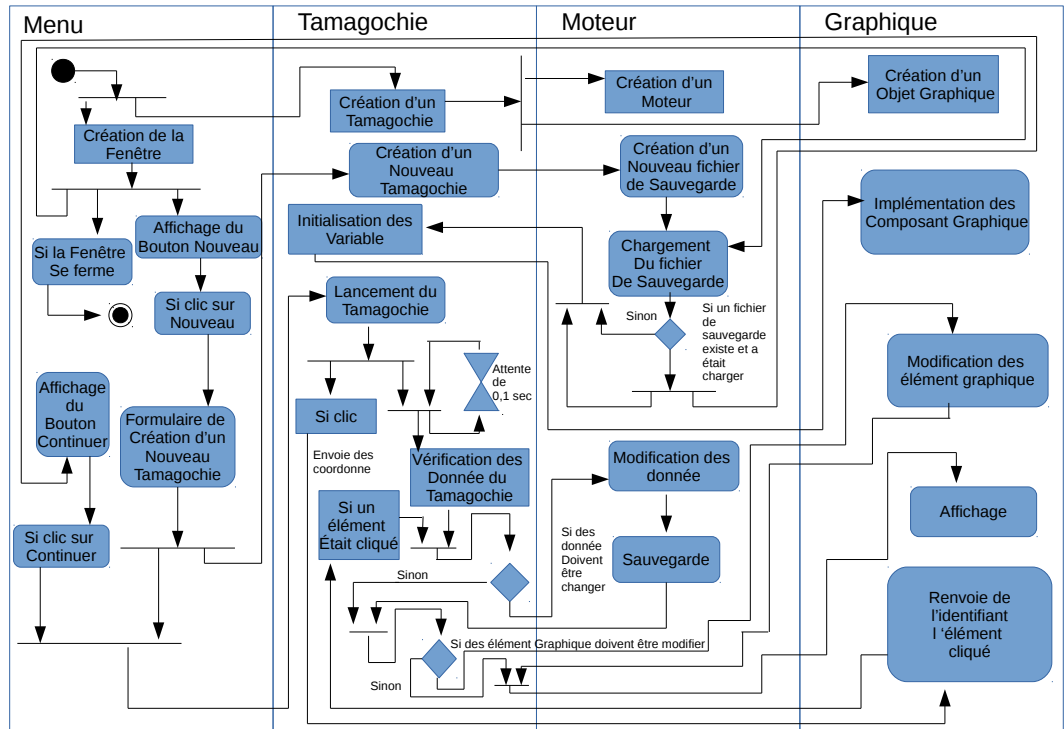 Menu
Tamagochie
Moteur
Graphique
Création d'un
Tamagochie
Création d'un
Moteur
Création d'un
Objet Graphique
Création de la
Fenêtre
Création d'un
Nouveau
Tamagochie
Création d'un
Nouveau fichier
de Sauvegarde
Implémentation des
Composant Graphique
Initialisation des
Variable
Affichage du
Bouton Nouveau
Si la Fenêtre
Se ferme
Chargement
Du fichier
De Sauvegarde
Lancement du
Tamagochie
Si clic sur
Nouveau
Sinon
Si un fichier
de
sauvegarde
existe et a
était
charger
Attente
de
0,1 sec
Modification des
élément graphique
Affichage
du
Bouton
Continuer
Si clic
Formulaire de
Création d'un
Nouveau
Tamagochie
Envoie des
coordonne
Vérification des
Donnée du
Tamagochie
Modification des
donnée
Si un
élément
Était cliqué
Affichage
Si clic sur
Continuer
Si des
donnée
Doivent
être
changer
Sauvegarde
Sinon
Renvoie de
l'identifiant
l 'élément
cliqué
Si des élément Graphique doivent être modifier
Sinon